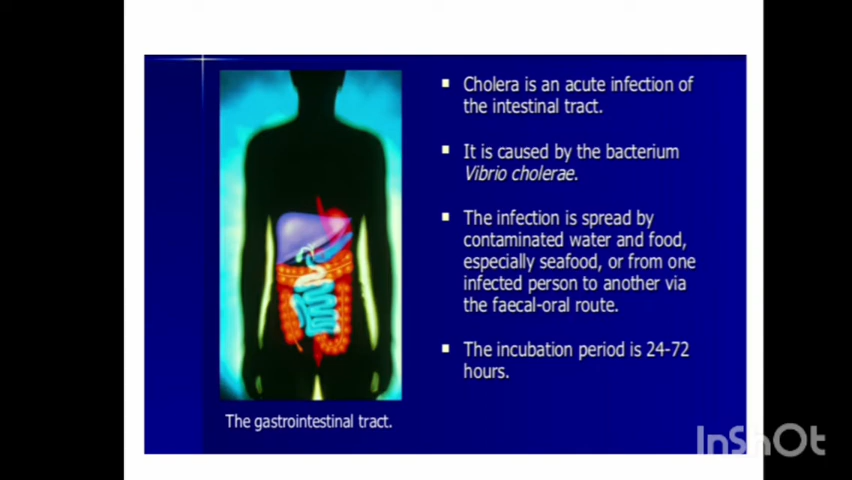 Cholera is an acute infection of
the intestinal tract.
It is caused by the bacterium
Vibrio cholerae.
The infection is spread by
contaminated water and food,
especially seafood, or from one
infected person to another via
the faecal-oral route.
The incubation period is 24-72
hours.
The gastrointestinal tract.
InShOt